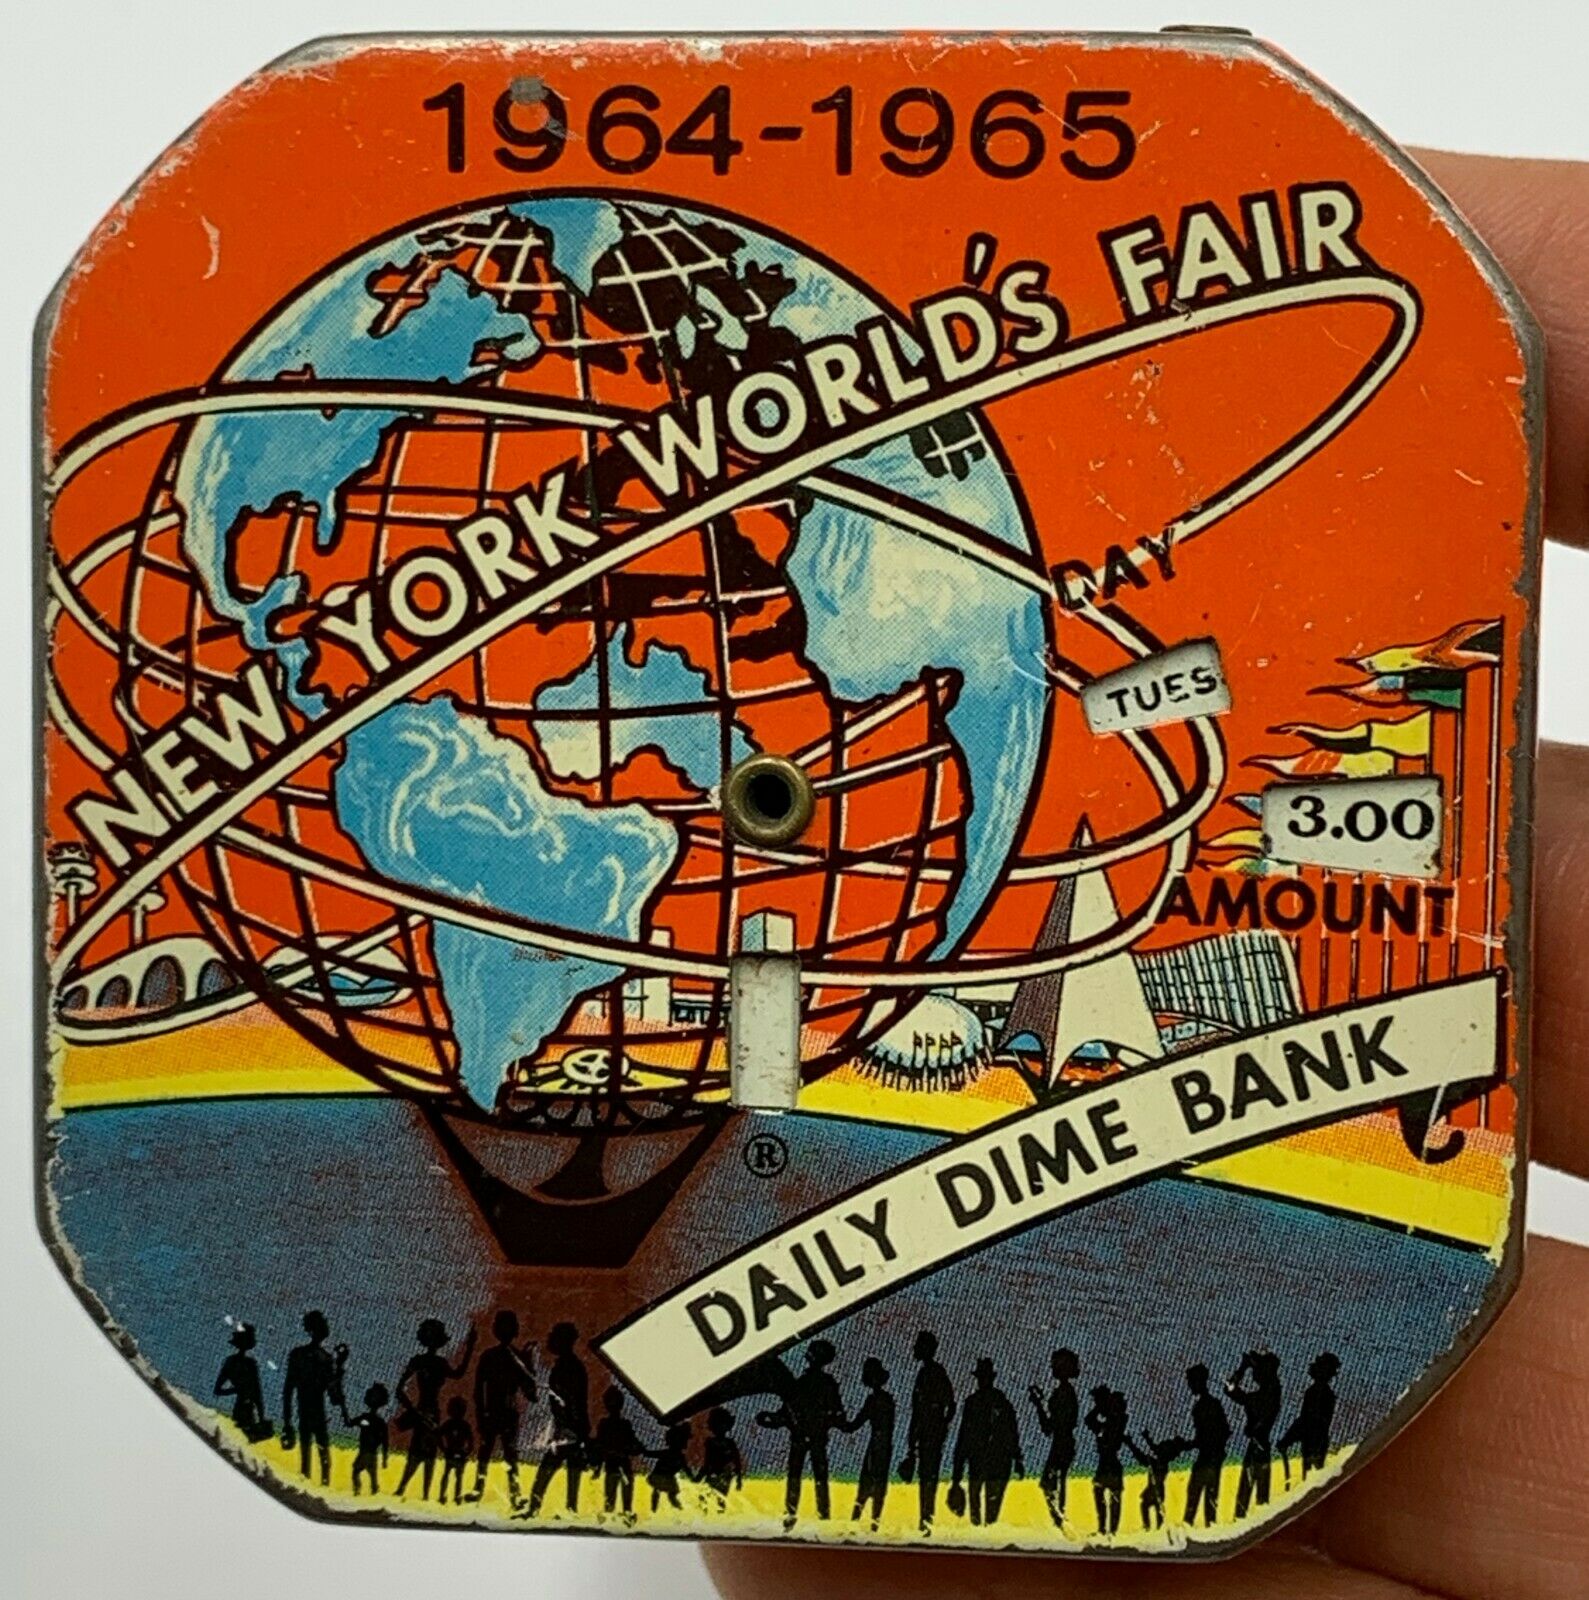 1964-1965
NEW YORK WORLD'S FAIR
DAY
TUES
3.00
AMOUNT
®
DAILY DIME BANK